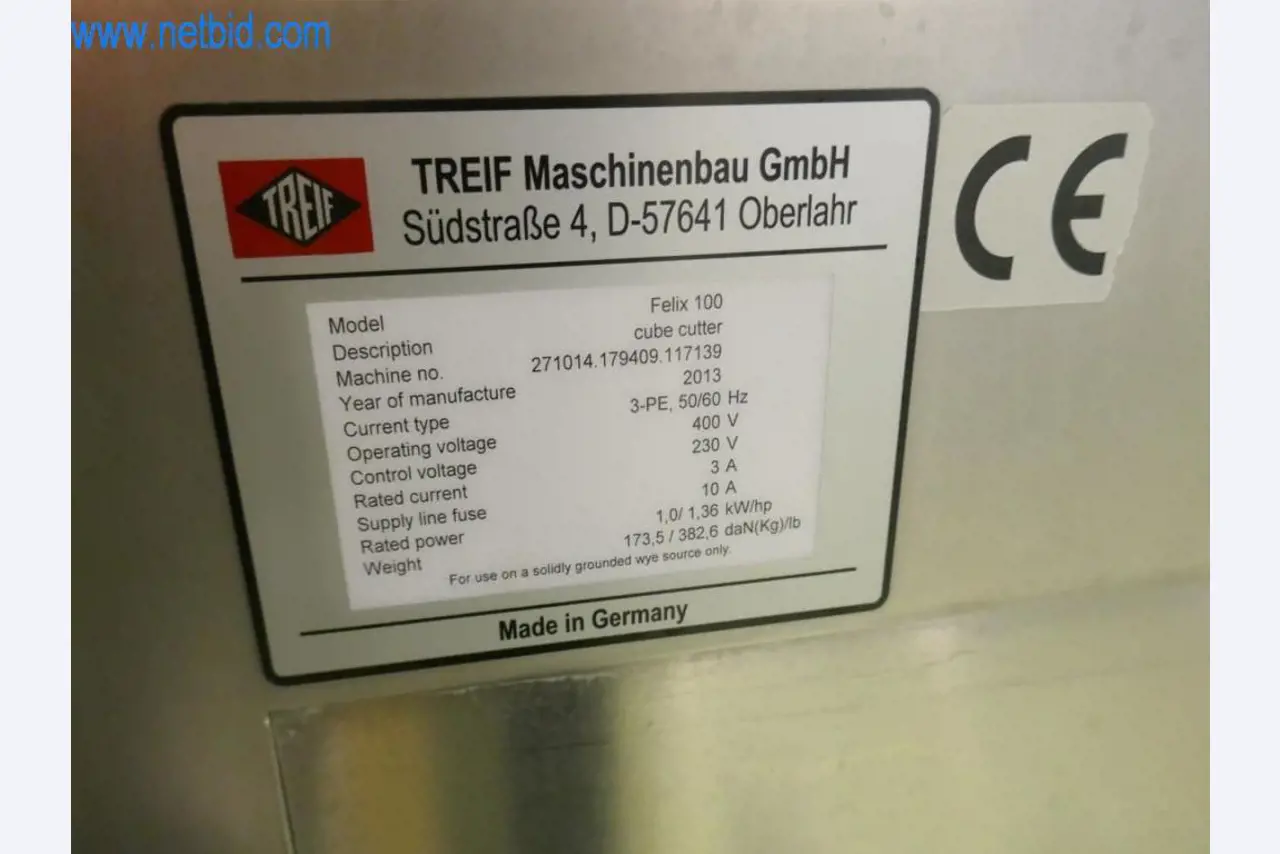 www.netbid.com
TREIF
TREIF Maschinenbau GmbH
Südstraße 4, D-57641 Oberlahr
CE
Model Felix 100
Description cube cutter
Machine no. 271014.179409.117139
Year of manufacture 2013
Current type 3-PE, 50/60 Hz
Operating voltage 400 V
Control voltage 230 V
Rated current 3 A
Supply line fuse 10 A
Rated power 1,0/ 1,36 kW/hp
Weight 173,5 / 382,6 daN(Kg)/lb
For use on a solidly grounded wye source only.
Made in Germany